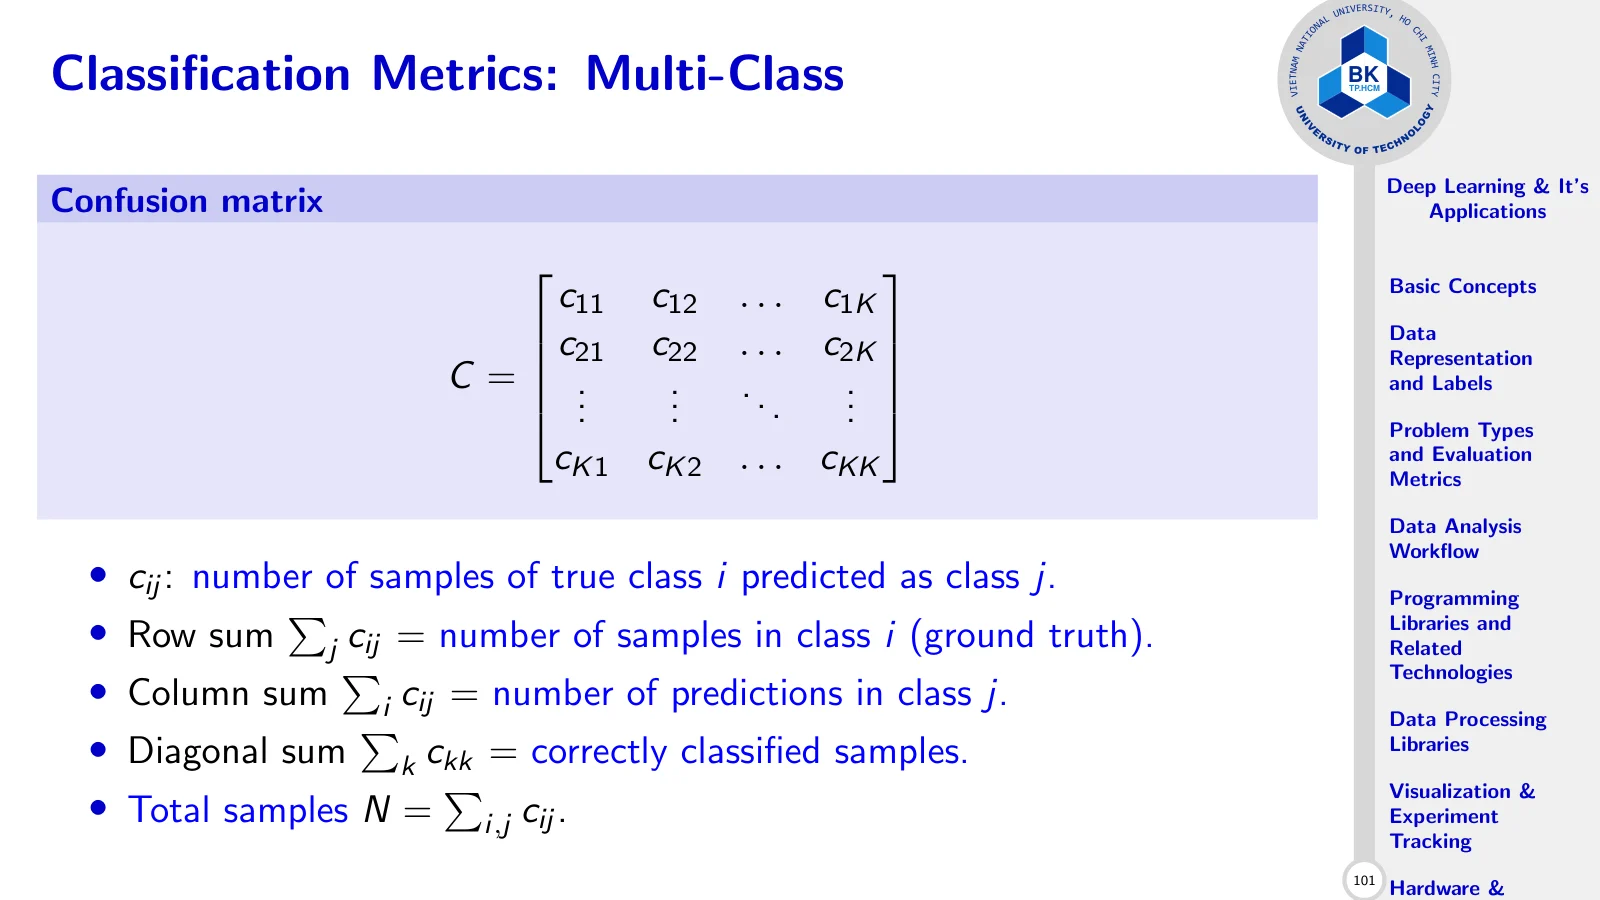 Classification Metrics: Multi-Class
VIETNAM NATIONAL UNIVERSITY, HO CHI MINH CITY
BK
TP.HCM
UNIVERSITY OF TECHNOLOGY
Confusion matrix
C = [c11 c12 ... c1K
c21 c22 ... c2K
⋮ ⋮ ⋱ ⋮
cK1 cK2 ... cKK]
• cij: number of samples of true class i predicted as class j.
• Row sum ∑j cij = number of samples in class i (ground truth).
• Column sum ∑i cij = number of predictions in class j.
• Diagonal sum ∑k ckk = correctly classified samples.
• Total samples N = ∑i,j cij.
Deep Learning & It's
Applications
Basic Concepts
Data
Representation
and Labels
Problem Types
and Evaluation
Metrics
Data Analysis
Workflow
Programming
Libraries and
Related
Technologies
Data Processing
Libraries
Visualization &
Experiment
Tracking
Hardware &
101